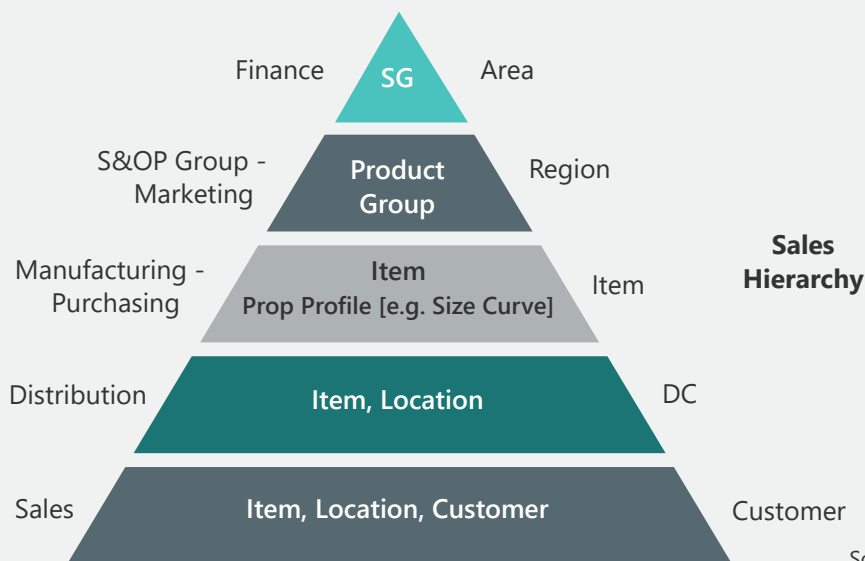 Finance
SG
Area
S&OP Group -
Marketing
Product
Group
Region
Manufacturing -
Purchasing
Item
Prop Profile [e.g. Size Curve]
Item
Sales
Hierarchy
Distribution
Item, Location
DC
Sales
Item, Location, Customer
Customer